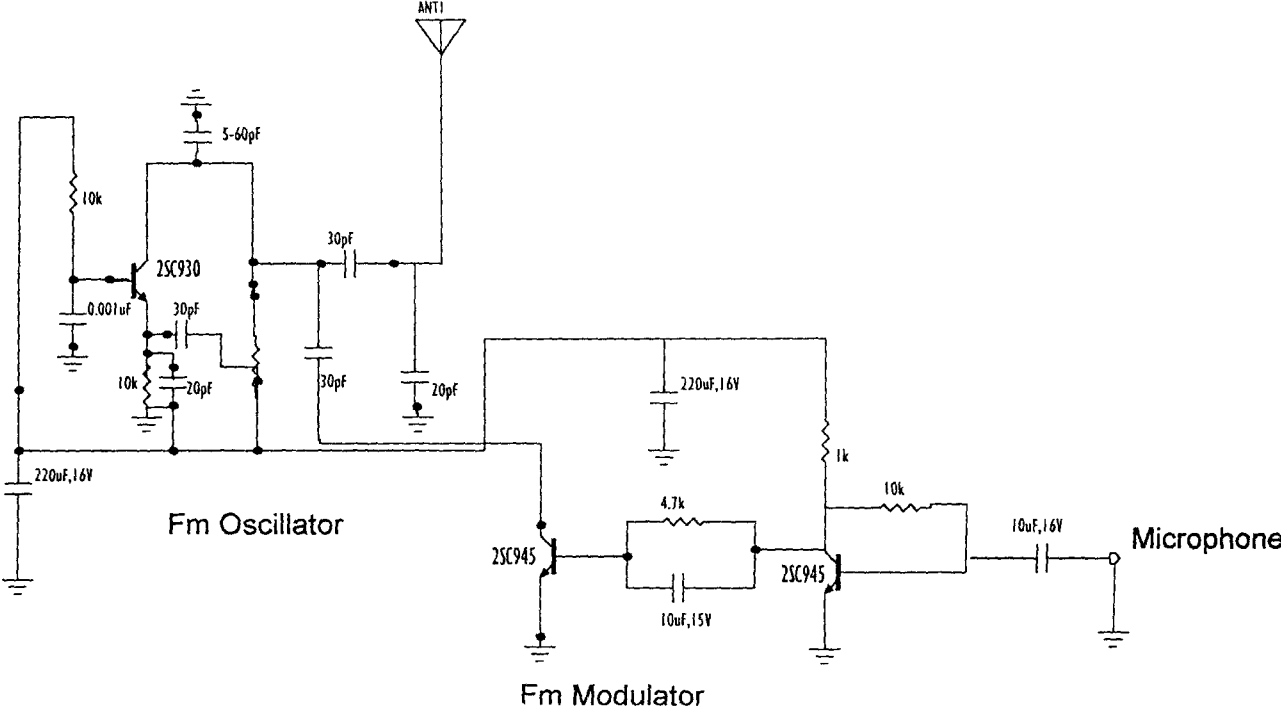 ANT1
5-60pF
10k
30pF
2SC930
0.001uF
30pF
10k
20pF
30pF
20pF
220uF,16V
1k
220uF,16V
4.7k
10k
Fm Oscillator
10uF,16V
Microphone
2SC945
2SC945
10uF,15V
Fm Modulator